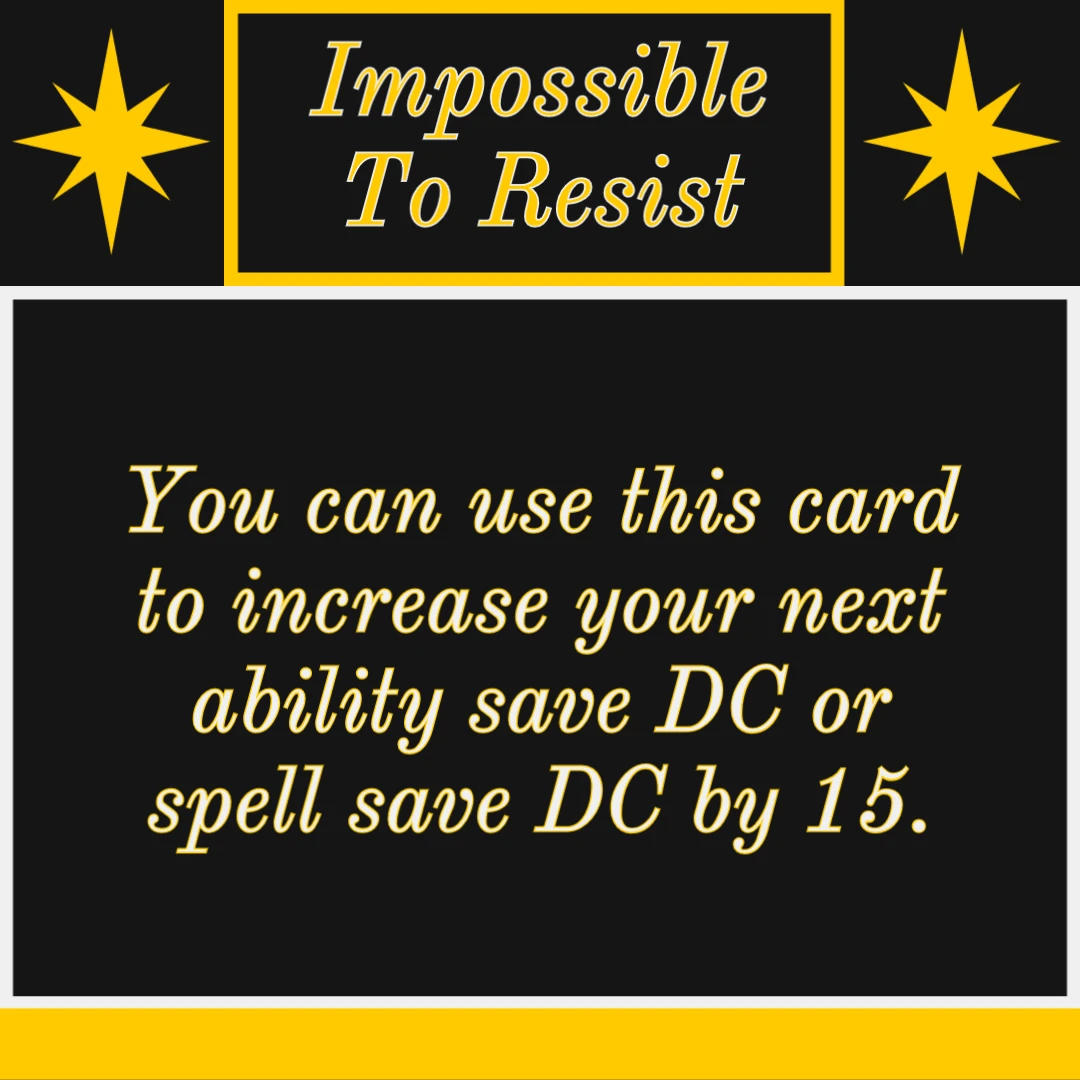 Impossible
To Resist
You can use this card
to increase your next
ability save DC or
spell save DC by 15.